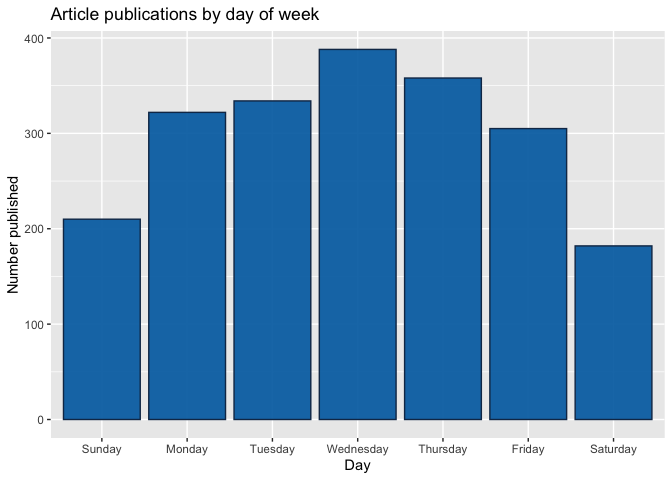 Article publications by day of week
Number published
400
300
200
100
0
Sunday Monday Tuesday Wednesday Thursday Friday Saturday
Day